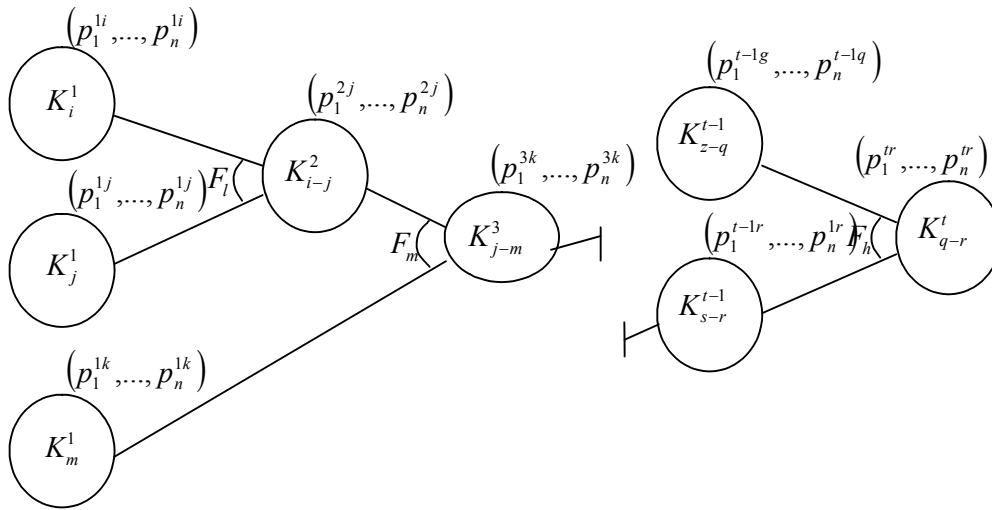 (p_1^{1i},...,p_n^{1i})
K_i^1
(p_1^{2j},...,p_n^{2j})
K_{i-j}^2
F_l
(p_1^{1j},...,p_n^{1j})
K_j^1
(p_1^{3k},...,p_n^{3k})
K_{j-m}^3
F_m
(p_1^{1k},...,p_n^{1k})
K_m^1
(p_1^{t-1g},...,p_n^{t-1q})
K_{z-q}^{t-1}
(p_1^{tr},...,p_n^{tr})
K_{q-r}^t
(p_1^{t-1r},...,p_n^{1r})
F_h
K_{s-r}^{t-1}